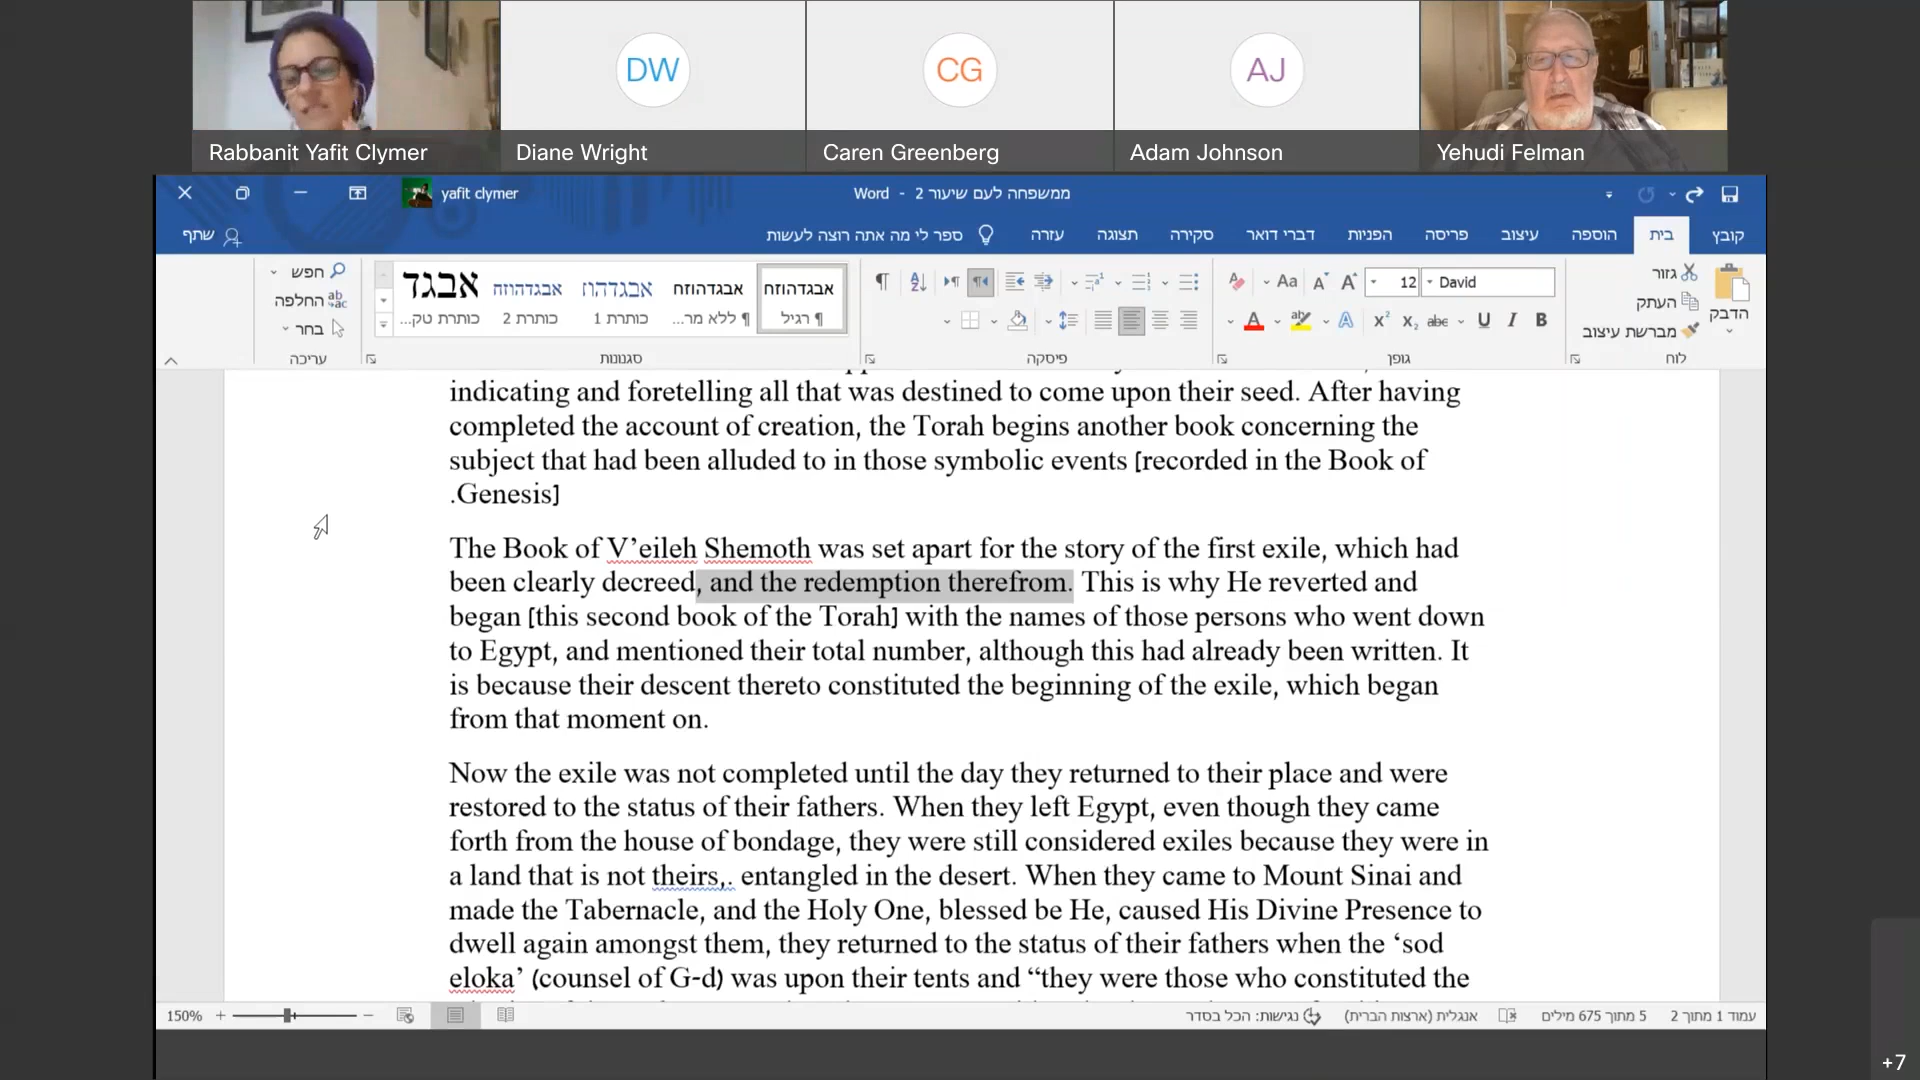 DW
CG
AJ
Rabbanit Yafit Clymer
Diane Wright
Caren Greenberg
Adam Johnson
Yehudi Felman
yafit clymer
ממשפחה לעם שיעור 2 - Word
קובץ
בית
הוספה
עיצוב
פריסה
הפניות
דברי דואר
סקירה
תצוגה
עזרה
ספר לי מה אתה רוצה לעשות
שתף
גזור
העתק
מברשת עיצוב
הדבק
לוח
David
12
Aa
גופן
פיסקה
אבגדהוזח
¶ רגיל
אבגדהוזח
¶ ללא מר...
אבגדהוז
כותרת 1
אבגדהוזח
כותרת 2
אבגד
כותרת טק...
סגנונות
חפש
החלפה
בחר
עריכה
indicating and foretelling all that was destined to come upon their seed. After having
completed the account of creation, the Torah begins another book concerning the
subject that had been alluded to in those symbolic events [recorded in the Book of
.Genesis]
The Book of V’eileh Shemoth was set apart for the story of the first exile, which had
been clearly decreed, and the redemption therefrom. This is why He reverted and
began [this second book of the Torah] with the names of those persons who went down
to Egypt, and mentioned their total number, although this had already been written. It
is because their descent thereto constituted the beginning of the exile, which began
from that moment on.
Now the exile was not completed until the day they returned to their place and were
restored to the status of their fathers. When they left Egypt, even though they came
forth from the house of bondage, they were still considered exiles because they were in
a land that is not theirs,. entangled in the desert. When they came to Mount Sinai and
made the Tabernacle, and the Holy One, blessed be He, caused His Divine Presence to
dwell again amongst them, they returned to the status of their fathers when the ‘sod
eloka’ (counsel of G-d) was upon their tents and “they were those who constituted the
עמוד 1 מתוך 2
5 מתוך 675 מילים
אנגלית (ארצות הברית)
נגישות: הכל בסדר
150%
+7